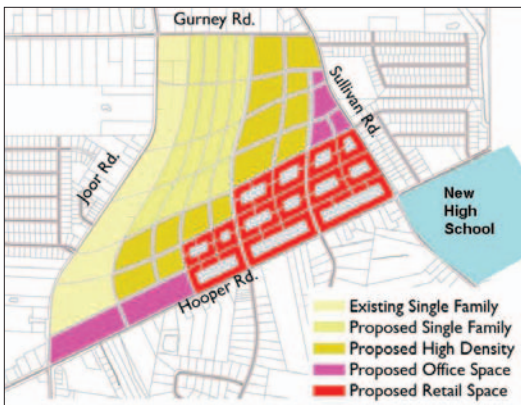 Gurney Rd.
Sullivan Rd.
Joor Rd.
New
High
School
Hooper Rd.
Existing Single Family
Proposed Single Family
Proposed High Density
Proposed Office Space
Proposed Retail Space